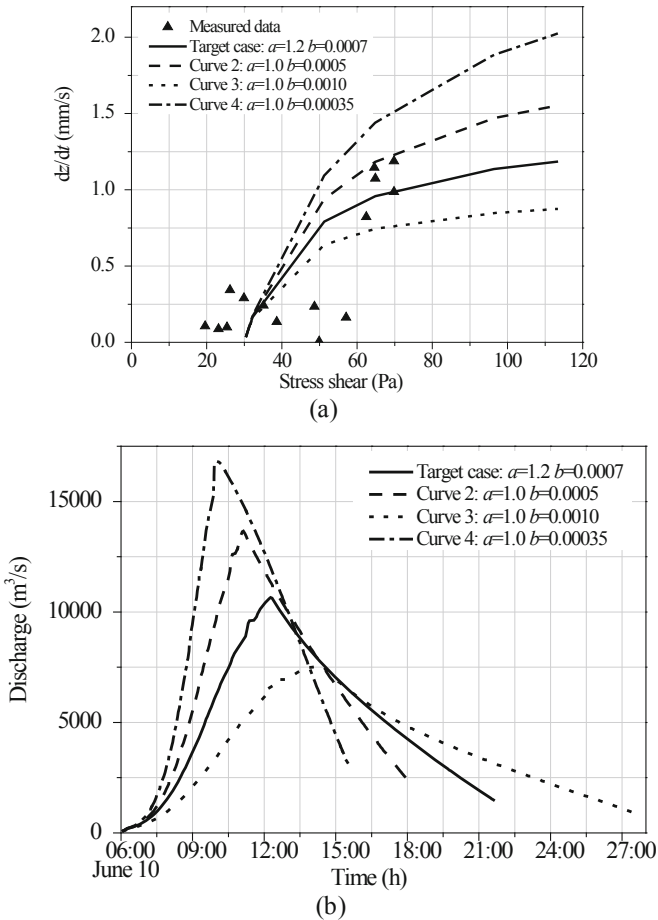 Measured data
Target case: a=1.2 b=0.0007
Curve 2: a=1.0 b=0.0005
Curve 3: a=1.0 b=0.0010
Curve 4: a=1.0 b=0.00035
2.0
1.5
1.0
0.5
0.0
dz/dt (mm/s)
0 20 40 60 80 100 120
Stress shear (Pa)
(a)
Target case: a=1.2 b=0.0007
Curve 2: a=1.0 b=0.0005
Curve 3: a=1.0 b=0.0010
Curve 4: a=1.0 b=0.00035
15000
10000
5000
0
Discharge (m³/s)
06:00 09:00 12:00 15:00 18:00 21:00 24:00 27:00
June 10
Time (h)
(b)